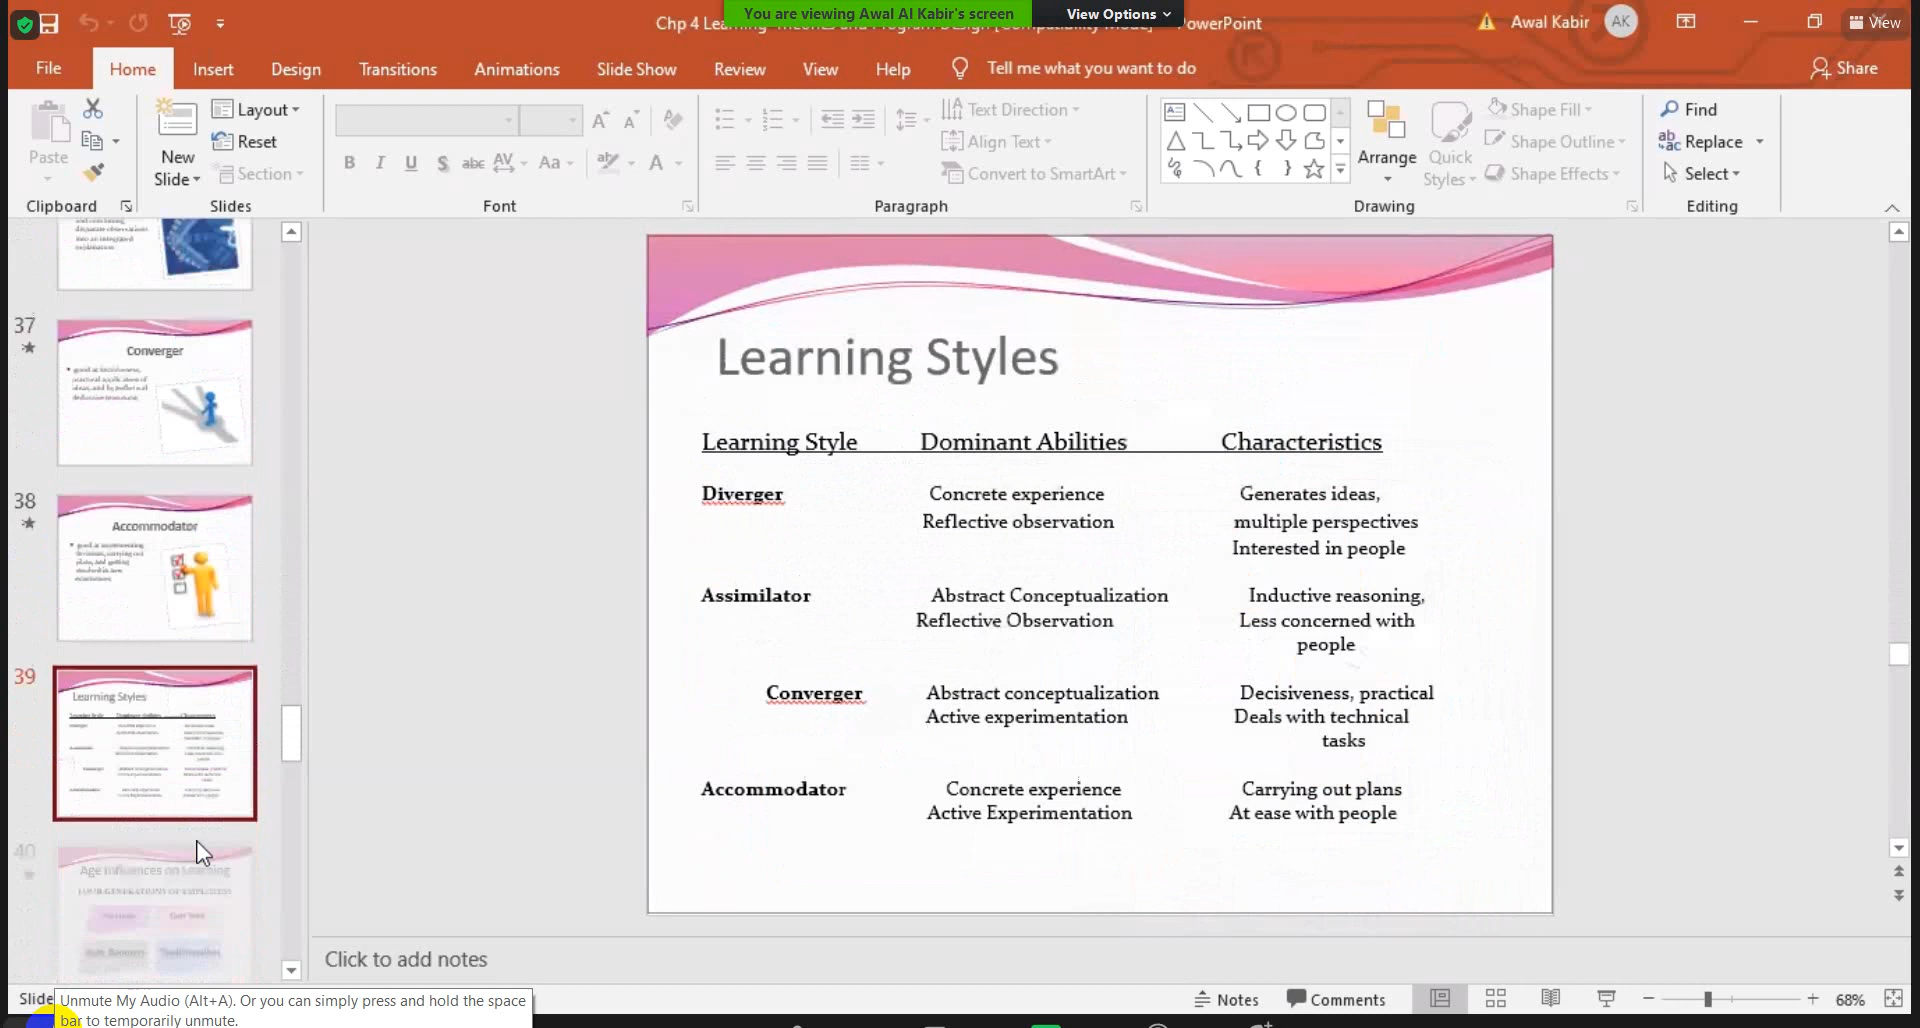 You are viewing Awal Al Kabir's screen
View Options
Chp 4 Learning
PowerPoint
Awal Kabir
AK
View
File
Home
Insert
Design
Transitions
Animations
Slide Show
Review
View
Help
Tell me what you want to do
Share
Paste
New
Slide
Layout
Reset
Section
Text Direction
Align Text
Convert to SmartArt
Arrange
Quick
Styles
Shape Fill
Shape Outline
Shape Effects
Find
Replace
Select
Clipboard
Slides
Font
Paragraph
Drawing
Editing
37
Converger
38
Accommodator
39
Learning Styles
40
Age Influences on Learning
FOUR GENERATIONS OF EMPLOYEES
Learning Styles
Learning Style Dominant Abilities Characteristics
Diverger Concrete experience Generates ideas,
Reflective observation multiple perspectives
Interested in people
Assimilator Abstract Conceptualization Inductive reasoning,
Reflective Observation Less concerned with
people
Converger Abstract conceptualization Decisiveness, practical
Active experimentation Deals with technical
tasks
Accommodator Concrete experience Carrying out plans
Active Experimentation At ease with people
Click to add notes
Slide
Unmute My Audio (Alt+A). Or you can simply press and hold the space
bar to temporarily unmute.
Notes
Comments
68%